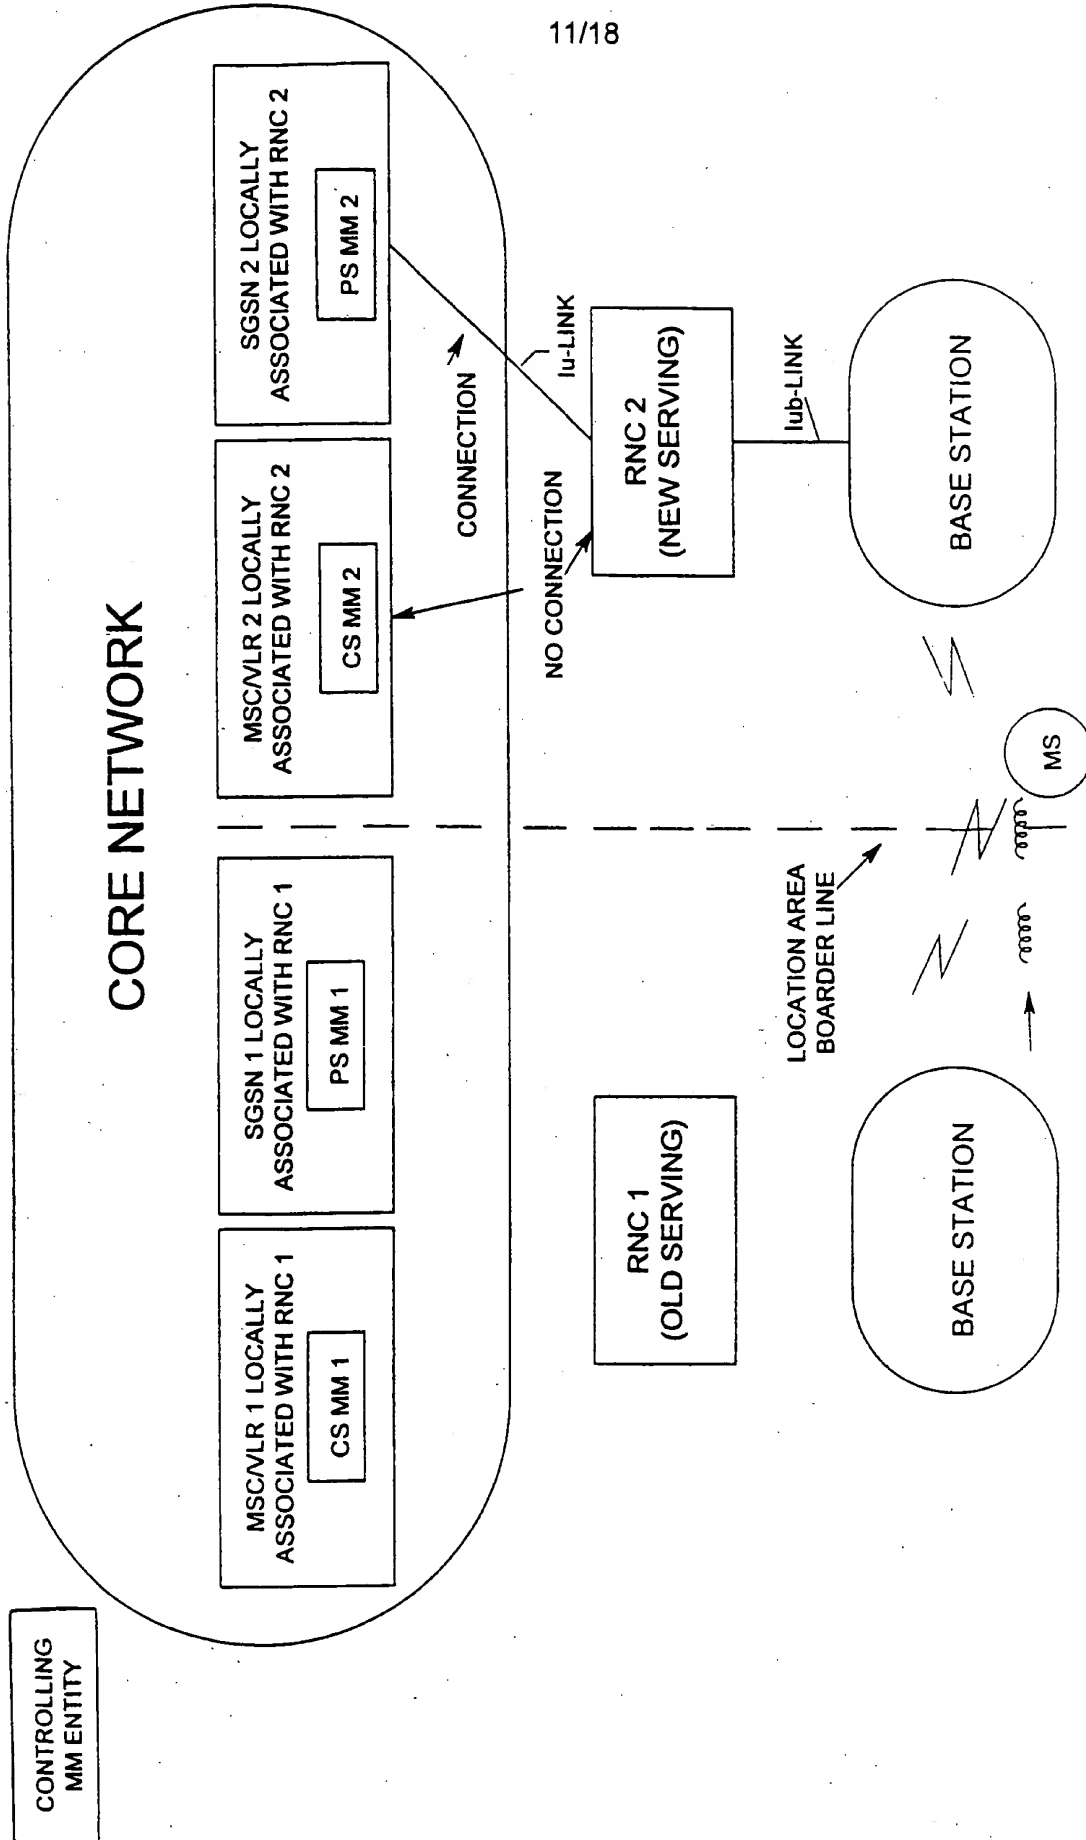 11/18
CORE NETWORK
CONTROLLING
MM ENTITY
MSC/VLR 1 LOCALLY
ASSOCIATED WITH RNC 1
CS MM 1
SGSN 1 LOCALLY
ASSOCIATED WITH RNC 1
PS MM 1
MSC/VLR 2 LOCALLY
ASSOCIATED WITH RNC 2
CS MM 2
SGSN 2 LOCALLY
ASSOCIATED WITH RNC 2
PS MM 2
CONNECTION
NO CONNECTION
Iu-LINK
RNC 1
(OLD SERVING)
RNC 2
(NEW SERVING)
Iub-LINK
LOCATION AREA
BOARDER LINE
BASE STATION
BASE STATION
MS